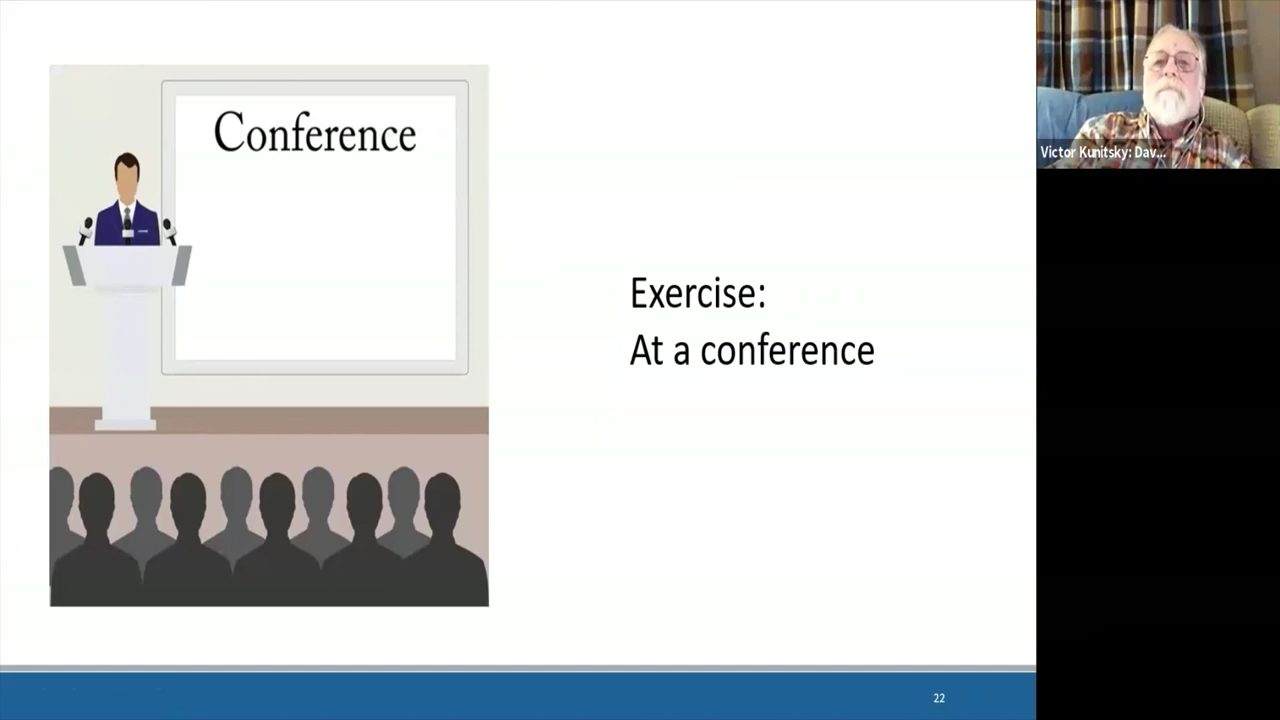 Conference
Exercise:
At a conference
22
Victor Kunitsky: Dav...